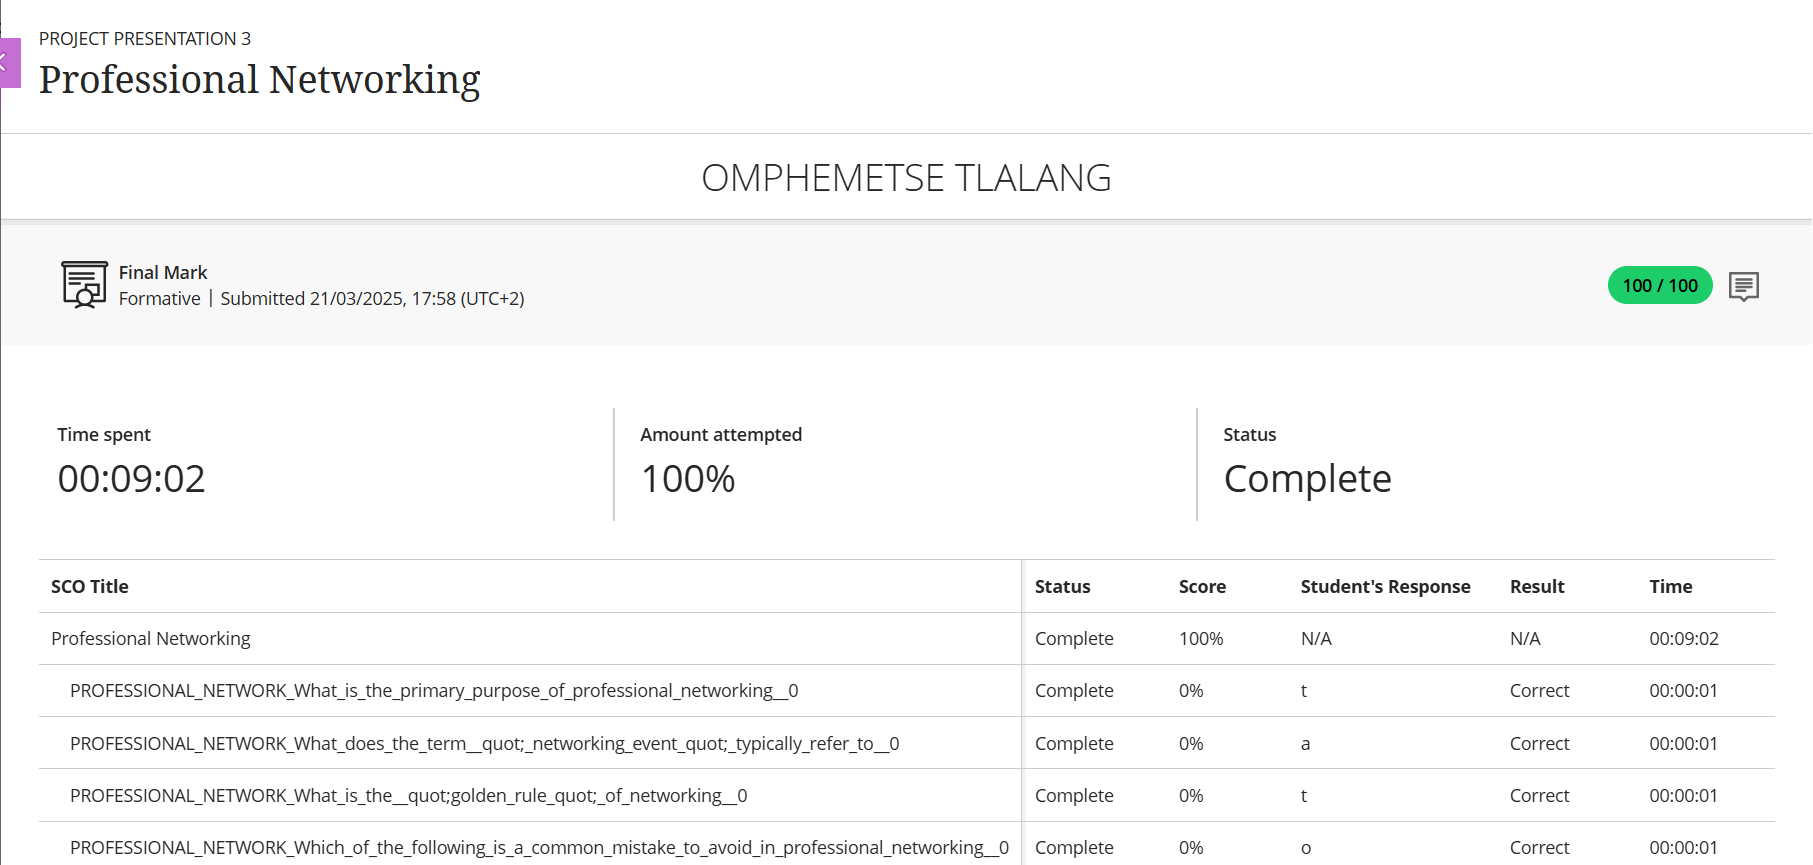 PROJECT PRESENTATION 3
Professional Networking
OMPHEMETSE TLALANG
Final Mark
Formative | Submitted 21/03/2025, 17:58 (UTC+2)
100 / 100
Time spent
00:09:02
Amount attempted
100%
Status
Complete
SCO Title Status Score Student's Response Result Time
Professional Networking Complete 100% N/A N/A 00:09:02
PROFESSIONAL_NETWORK_What_is_the_primary_purpose_of_professional_networking__0 Complete 0% t Correct 00:00:01
PROFESSIONAL_NETWORK_What_does_the_term__quot;_networking_event_quot;_typically_refer_to__0 Complete 0% a Correct 00:00:01
PROFESSIONAL_NETWORK_What_is_the__quot;golden_rule_quot;_of_networking__0 Complete 0% t Correct 00:00:01
PROFESSIONAL_NETWORK_Which_of_the_following_is_a_common_mistake_to_avoid_in_professional_networking__0 Complete 0% o Correct 00:00:01